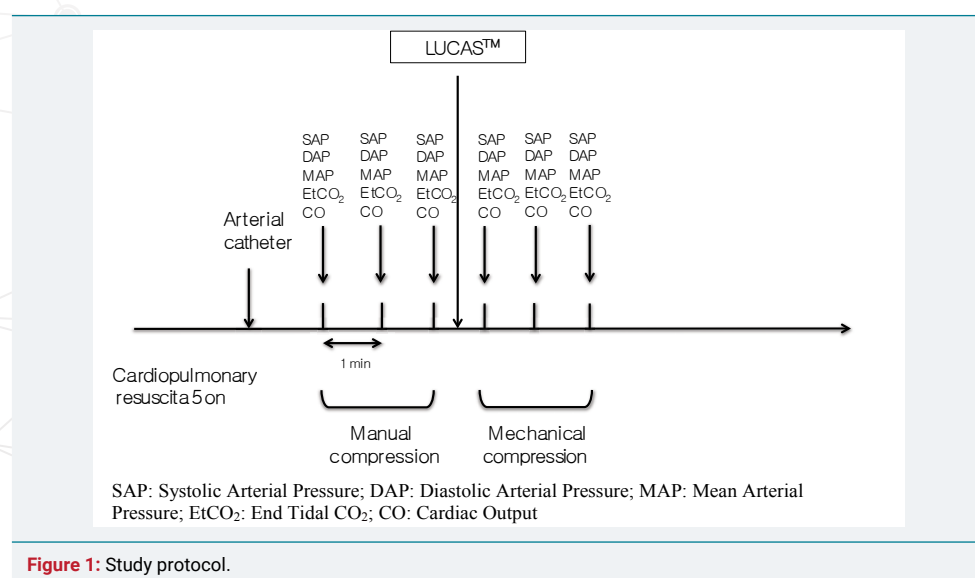 LUCAS™
SAP SAP SAP SAP SAP SAP
DAP DAP DAP DAP DAP DAP
MAP MAP MAP MAP MAP MAP
EtCO₂ EtCO₂ EtCO₂ EtCO₂ EtCO₂ EtCO₂
CO CO CO CO CO CO
Arterial
catheter
1 min
Cardiopulmonary
resuscita5on
Manual
compression
Mechanical
compression
SAP: Systolic Arterial Pressure; DAP: Diastolic Arterial Pressure; MAP: Mean Arterial
Pressure; EtCO₂: End Tidal CO₂; CO: Cardiac Output
Figure 1: Study protocol.